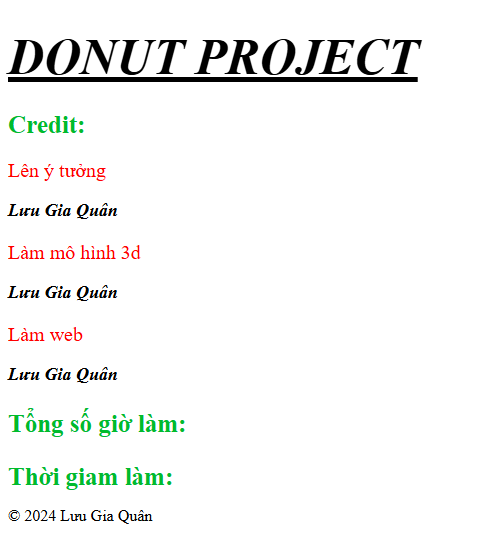 DONUT PROJECT
Credit:
Lên ý tưởng
Lưu Gia Quân
Làm mô hình 3d
Lưu Gia Quân
Làm web
Lưu Gia Quân
Tổng số giờ làm:
Thời giam làm:
© 2024 Lưu Gia Quân